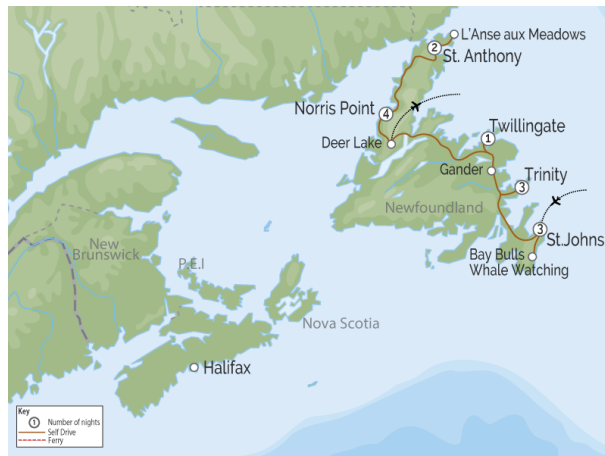 L'Anse aux Meadows
2
St. Anthony
Norris Point
4
Twillingate
1
Deer Lake
Gander
3
Trinity
Newfoundland
3
St.Johns
Bay Bulls
Whale Watching
New
Brunswick
P.E.I
Nova Scotia
Halifax
Key
1 Number of nights
Self Drive
Ferry